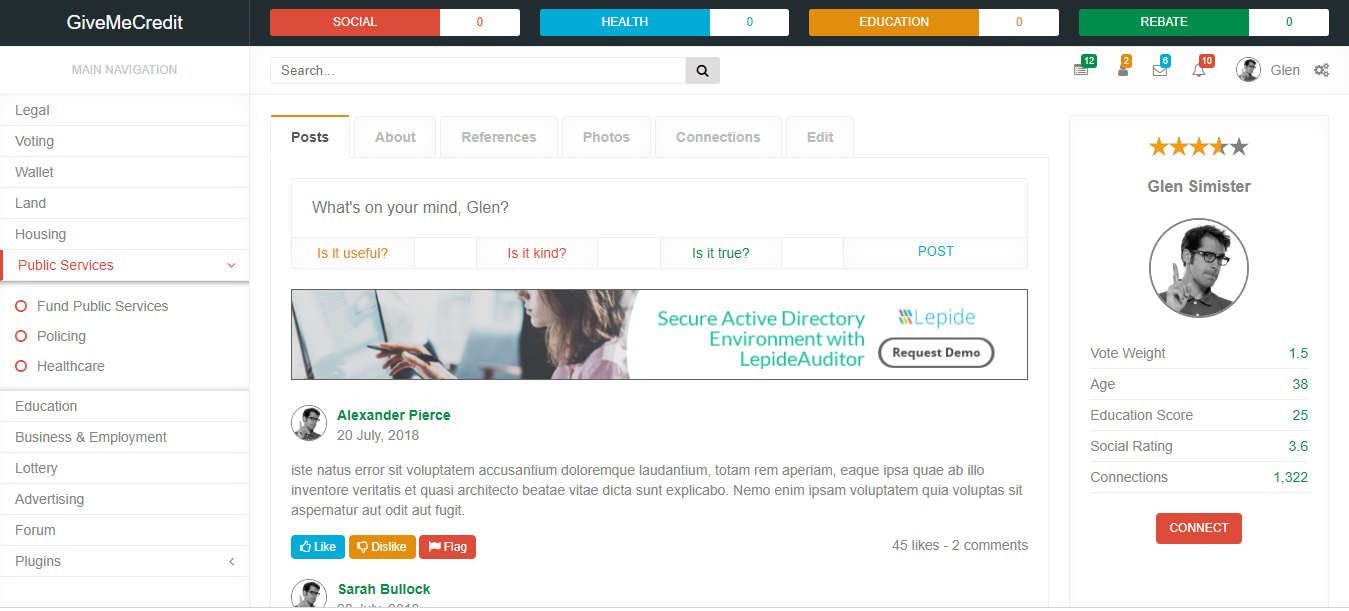 GiveMeCredit
SOCIAL 0
HEALTH 0
EDUCATION 0
REBATE 0
MAIN NAVIGATION
Search...
12
2
6
10
Glen
Legal
Voting
Wallet
Land
Housing
Public Services
Fund Public Services
Policing
Healthcare
Education
Business & Employment
Lottery
Advertising
Forum
Plugins
Posts
About
References
Photos
Connections
Edit
What's on your mind, Glen?
Is it useful?
Is it kind?
Is it true?
POST
Secure Active Directory
Environment with
LepideAuditor
Lepide
Request Demo
Alexander Pierce
20 July, 2018
iste natus error sit voluptatem accusantium doloremque laudantium, totam rem aperiam, eaque ipsa quae ab illo
inventore veritatis et quasi architecto beatae vitae dicta sunt explicabo. Nemo enim ipsam voluptatem quia voluptas sit
aspernatur aut odit aut fugit.
Like
Dislike
Flag
45 likes - 2 comments
Sarah Bullock
Glen Simister
Vote Weight 1.5
Age 38
Education Score 25
Social Rating 3.6
Connections 1,322
CONNECT